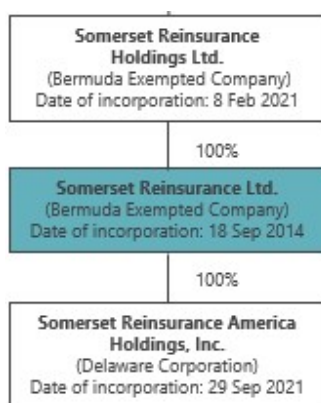 Somerset Reinsurance
Holdings Ltd.
(Bermuda Exempted Company)
Date of incorporation: 8 Feb 2021
100%
Somerset Reinsurance Ltd.
(Bermuda Exempted Company)
Date of incorporation: 18 Sep 2014
100%
Somerset Reinsurance America
Holdings, Inc.
(Delaware Corporation)
Date of incorporation: 29 Sep 2021